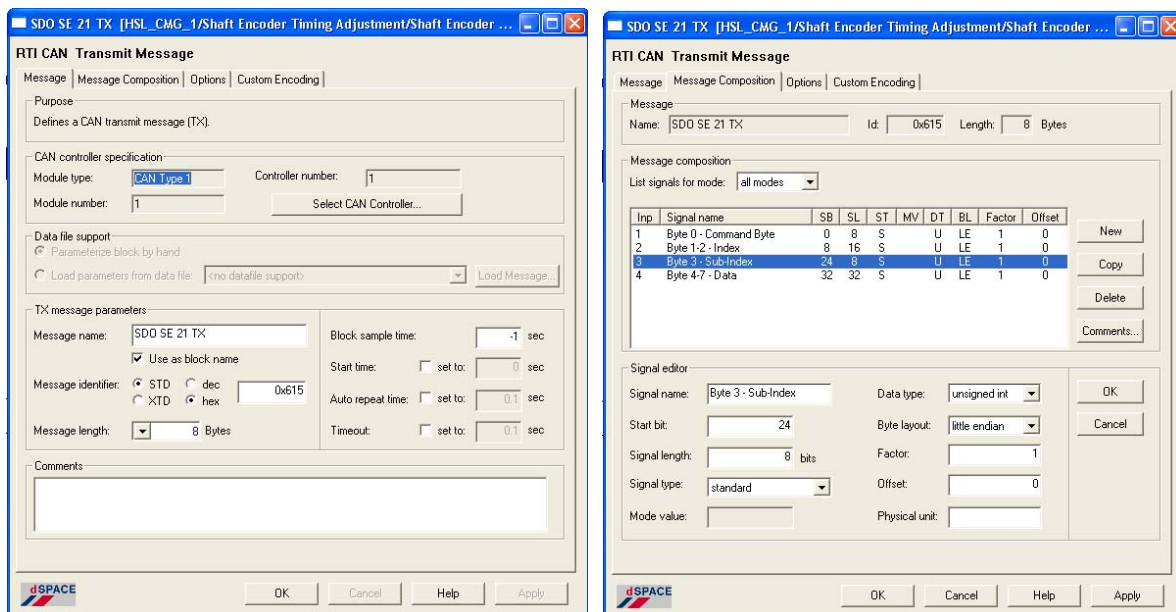 SDO SE 21 TX [HSL_CMG_1/Shaft Encoder Timing Adjustment/Shaft Encoder ...
RTI CAN Transmit Message
Message Message Composition Options Custom Encoding
Purpose
Defines a CAN transmit message (TX).
CAN controller specification
Module type: CAN Type 1 Controller number: 1
Module number: 1 Select CAN Controller...
Data file support
Parameterize block by hand
Load parameters from data file: <no datafile support> Load Message...
TX message parameters
Message name: SDO SE 21 TX Block sample time: -1 sec
Use as block name
Start time: set to: 0 sec
Message identifier: STD dec 0x615
XTD hex
Auto repeat time: set to: 0.1 sec
Message length: 8 Bytes Timeout: set to: 0.1 sec
Comments
dSPACE OK Cancel Help Apply
SDO SE 21 TX [HSL_CMG_1/Shaft Encoder Timing Adjustment/Shaft Encoder ...
RTI CAN Transmit Message
Message Message Composition Options Custom Encoding
Message
Name: SDO SE 21 TX Id: 0x615 Length: 8 Bytes
Message composition
List signals for mode: all modes
Inp Signal name SB SL ST MV DT BL Factor Offset
1 Byte 0 - Command Byte 0 8 S U LE 1 0
2 Byte 1-2 - Index 8 16 S U LE 1 0
3 Byte 3 - Sub-Index 24 8 S U LE 1 0
4 Byte 4-7 - Data 32 32 S U LE 1 0
New
Copy
Delete
Comments...
Signal editor
Signal name: Byte 3 - Sub-Index Data type: unsigned int OK
Start bit: 24 Byte layout: little endian Cancel
Signal length: 8 bits Factor: 1
Signal type: standard Offset: 0
Mode value: Physical unit:
dSPACE OK Cancel Help Apply